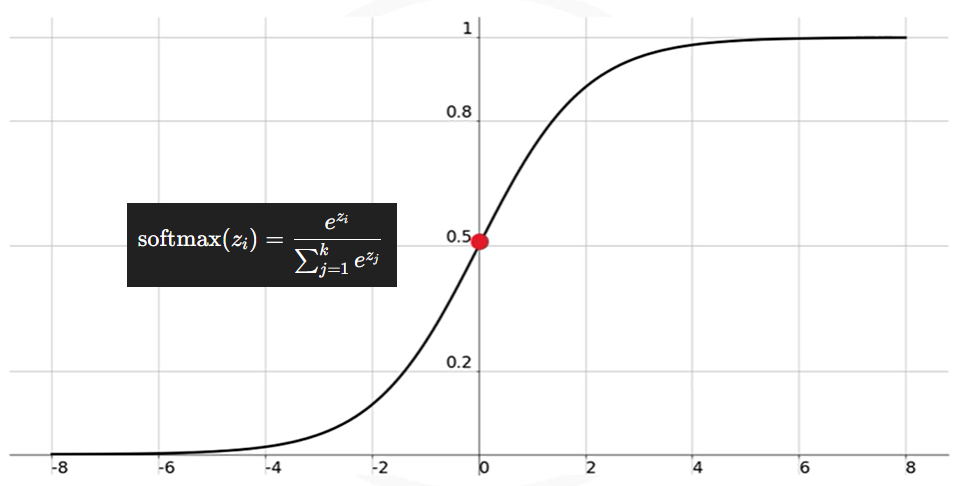 1
0.8
0.5
softmax(z_i) = e^{z_i} / ∑_{j=1}^{k} e^{z_j}
0.2
-8 -6 -4 -2 0 2 4 6 8